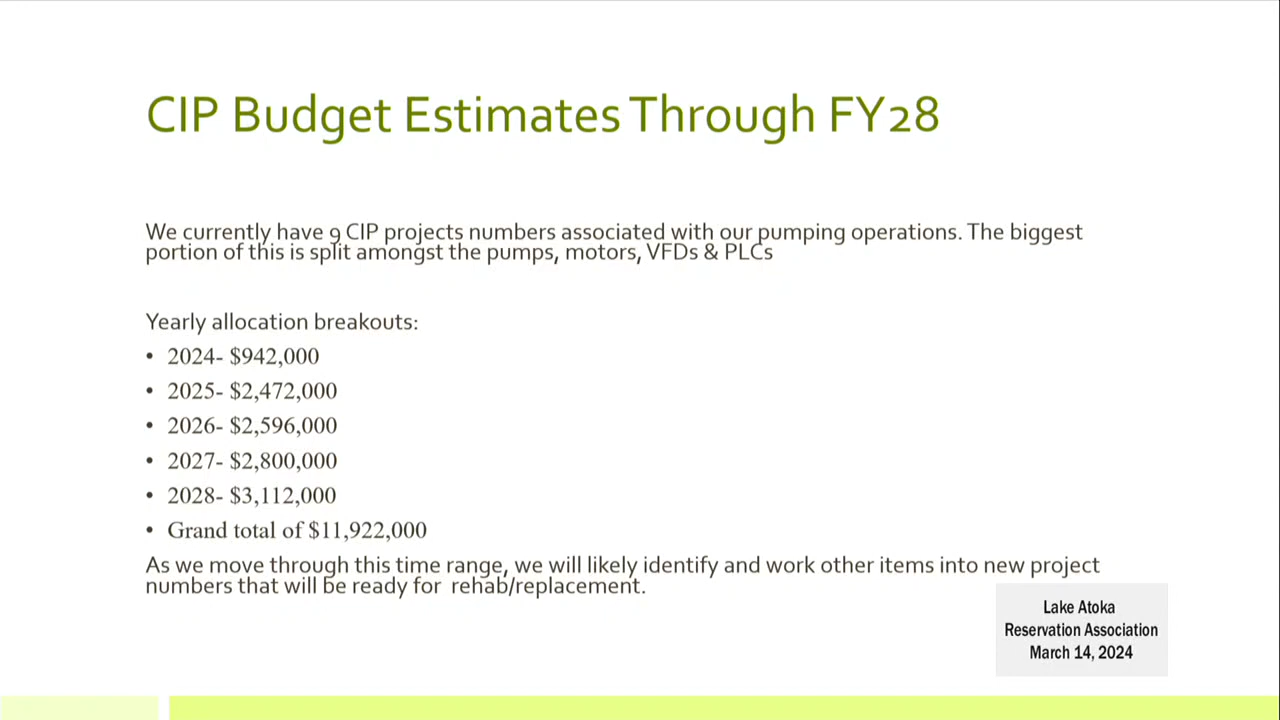 CIP Budget Estimates Through FY28
We currently have 9 CIP projects numbers associated with our pumping operations. The biggest
portion of this is split amongst the pumps, motors, VFDs & PLCs
Yearly allocation breakouts:
• 2024- $942,000
• 2025- $2,472,000
• 2026- $2,596,000
• 2027- $2,800,000
• 2028- $3,112,000
• Grand total of $11,922,000
As we move through this time range, we will likely identify and work other items into new project
numbers that will be ready for rehab/replacement.
Lake Atoka
Reservation Association
March 14, 2024